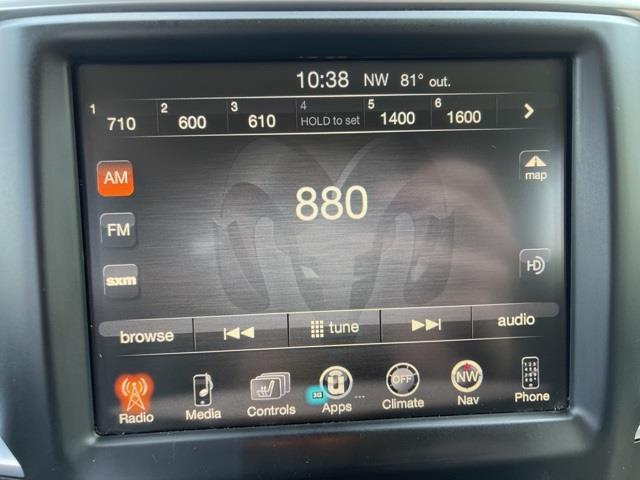 10:38 NW 81° out.
1 710 2 600 3 610 4 HOLD to set 5 1400 6 1600
AM
map
880
FM
HD
sxm
browse tune audio
3G OFF NW
Radio Media Controls Apps ... Climate Nav Phone